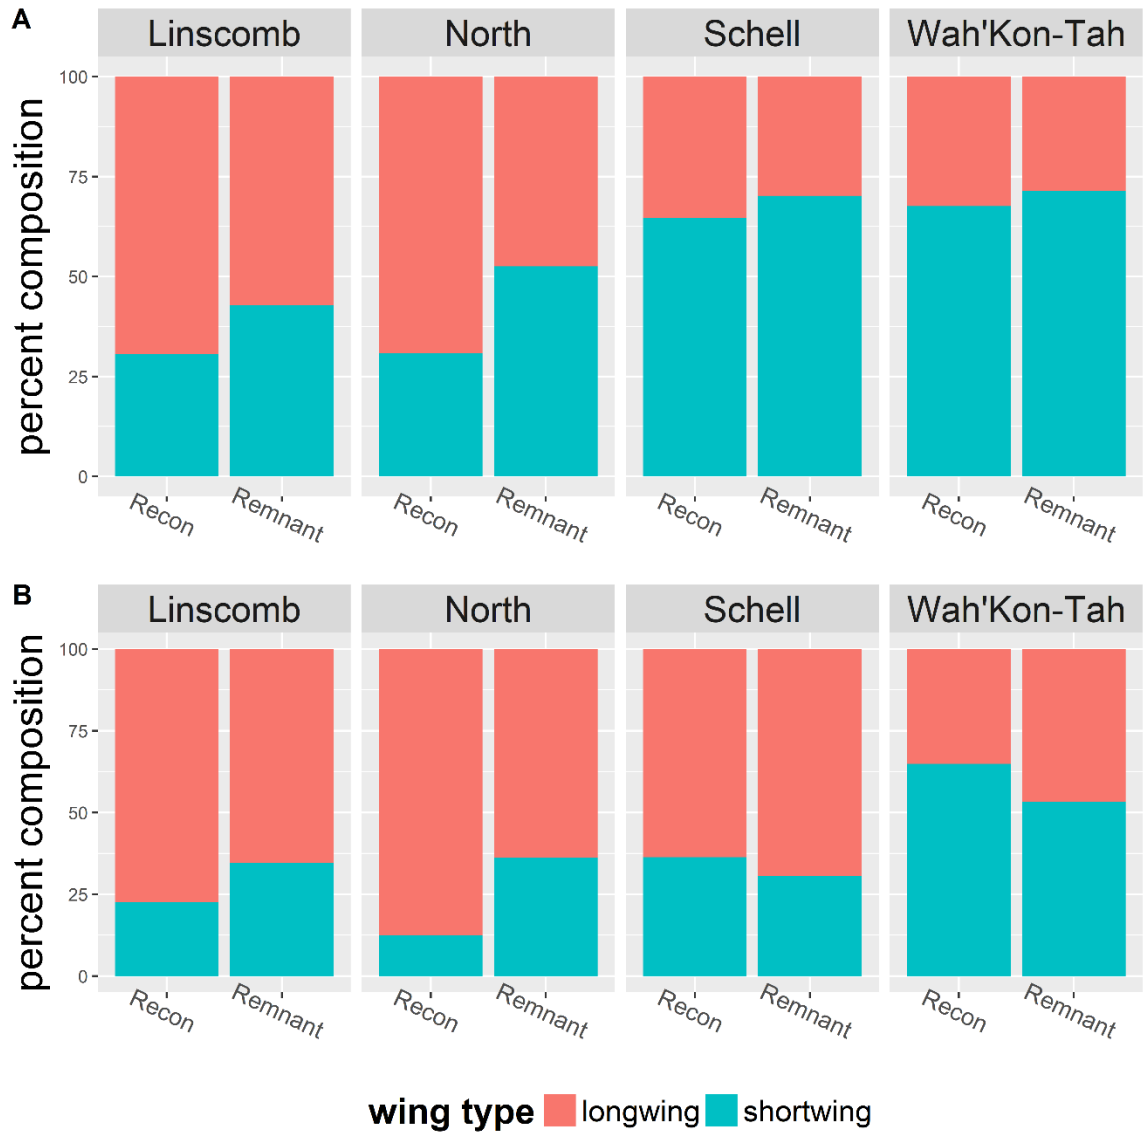 A
Linscomb North Schell Wah'Kon-Tah
percent composition
100
75
50
25
0
Recon Remnant Recon Remnant Recon Remnant Recon Remnant
B
Linscomb North Schell Wah'Kon-Tah
percent composition
100
75
50
25
0
Recon Remnant Recon Remnant Recon Remnant Recon Remnant
wing type longwing shortwing